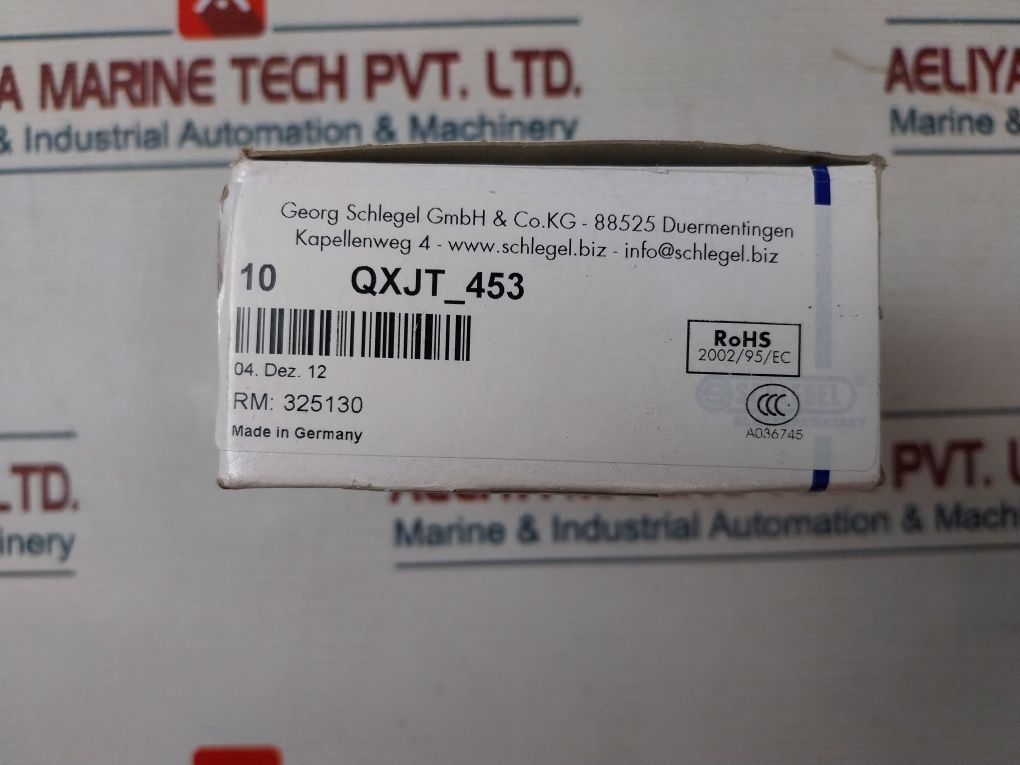 A MARINE TECH PVT. LTD.
& Industrial Automation & Machinery
AELIYA
Marine &
Georg Schlegel GmbH & Co.KG - 88525 Duermentingen
Kapellenweg 4 - www.schlegel.biz - info@schlegel.biz
10 QXJT_453
04. Dez. 12
RM: 325130
Made in Germany
RoHS
2002/95/EC
SCHLEGEL
CCC
A036745
LTD.
inery
PVT. L
Marine & Industrial Automation & Mach